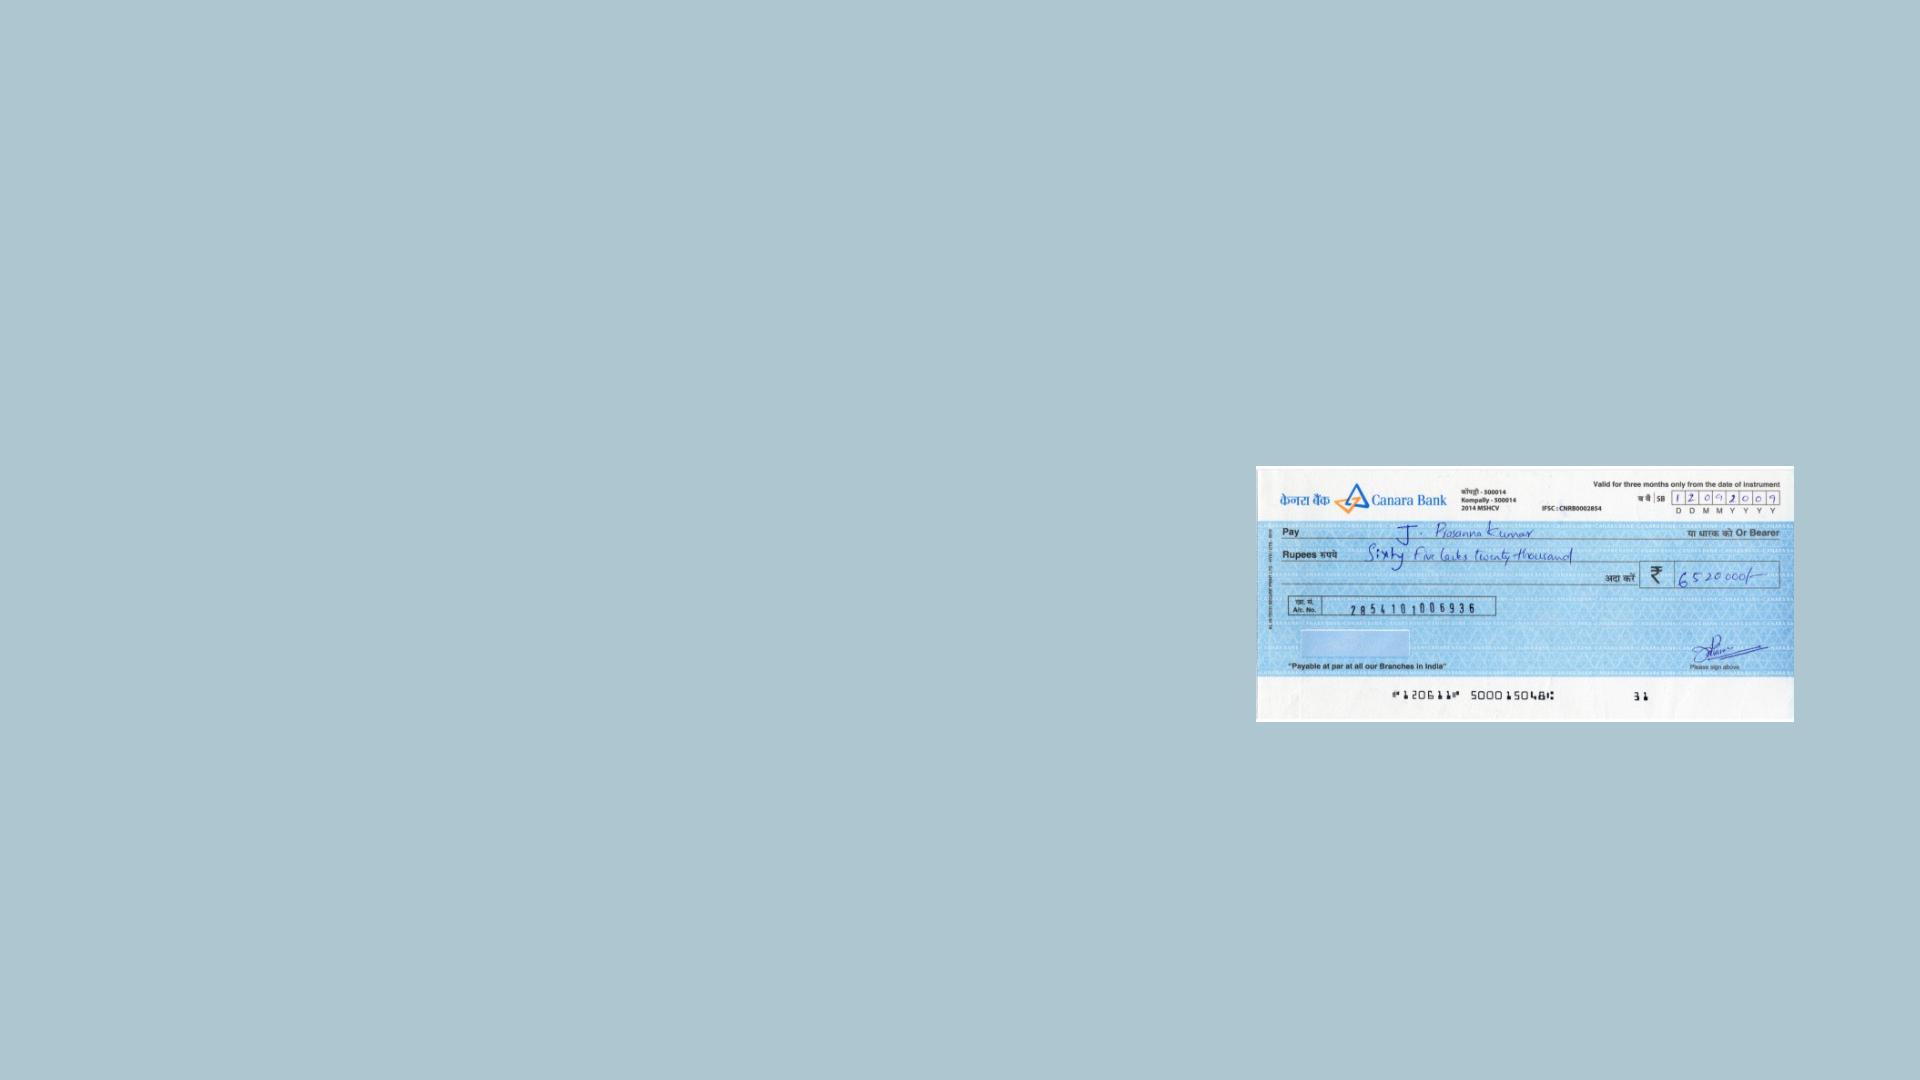 Valid for three months only from the date of instrument
केनरा बैंक Canara Bank
कोंपल्ली - 500014
Kompally - 500014
2014 MSHCV
IFSC : CNRB0002854
ब बैं SB 1 2 0 9 2 0 0 9
D D M M Y Y Y Y
Pay J. Prasanna Kumar या धारक को Or Bearer
Rupees रुपये Sixty Five lacks twenty thousand
अदा करें ₹ 6520000/-
खा. सं.
A/c. No. 2854101006936
"Payable at par at all our Branches in India"
Please sign above
⑈120611⑈ 500015048⑆ 31